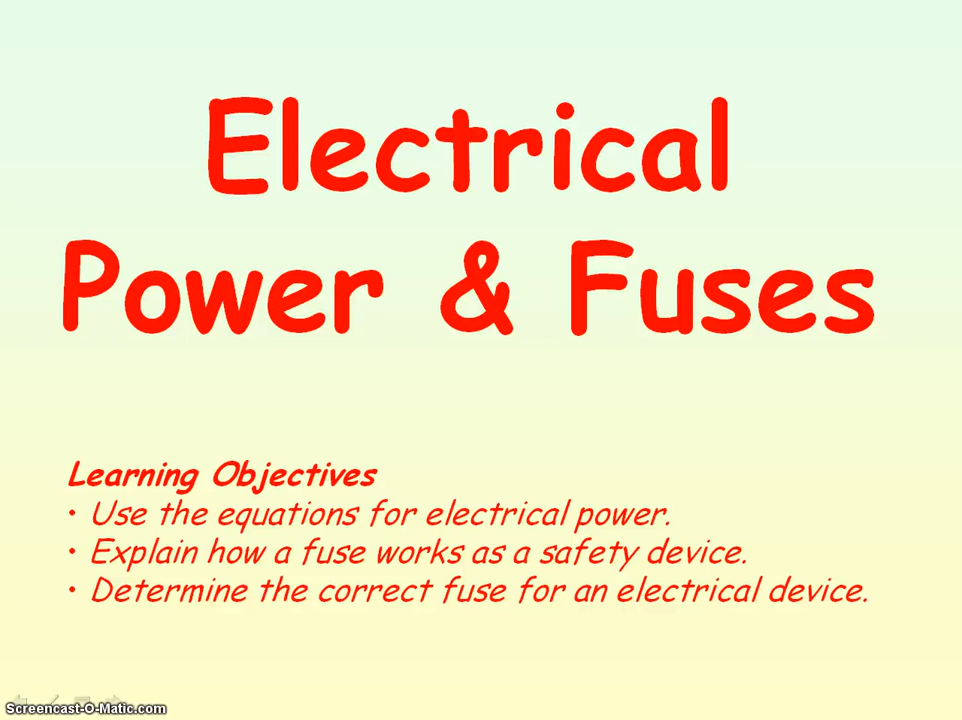 Electrical
Power & Fuses
Learning Objectives
• Use the equations for electrical power.
• Explain how a fuse works as a safety device.
• Determine the correct fuse for an electrical device.
Screencast-O-Matic.com